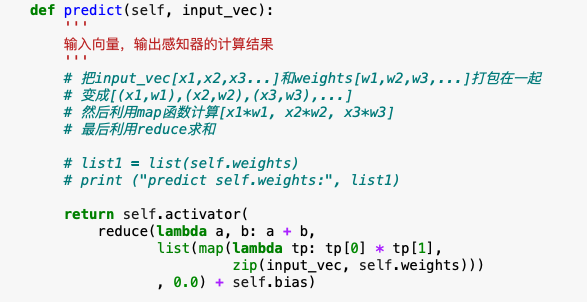 def predict(self, input_vec):
    '''
    输入向量，输出感知器的计算结果
    '''
    # 把input_vec[x1,x2,x3...]和weights[w1,w2,w3,...]打包在一起
    # 变成[(x1,w1),(x2,w2),(x3,w3),...]
    # 然后利用map函数计算[x1*w1, x2*w2, x3*w3]
    # 最后利用reduce求和

    # list1 = list(self.weights)
    # print ("predict self.weights:", list1)

    return self.activator(
        reduce(lambda a, b: a + b,
               list(map(lambda tp: tp[0] * tp[1],
                        zip(input_vec, self.weights)))
               , 0.0) + self.bias)